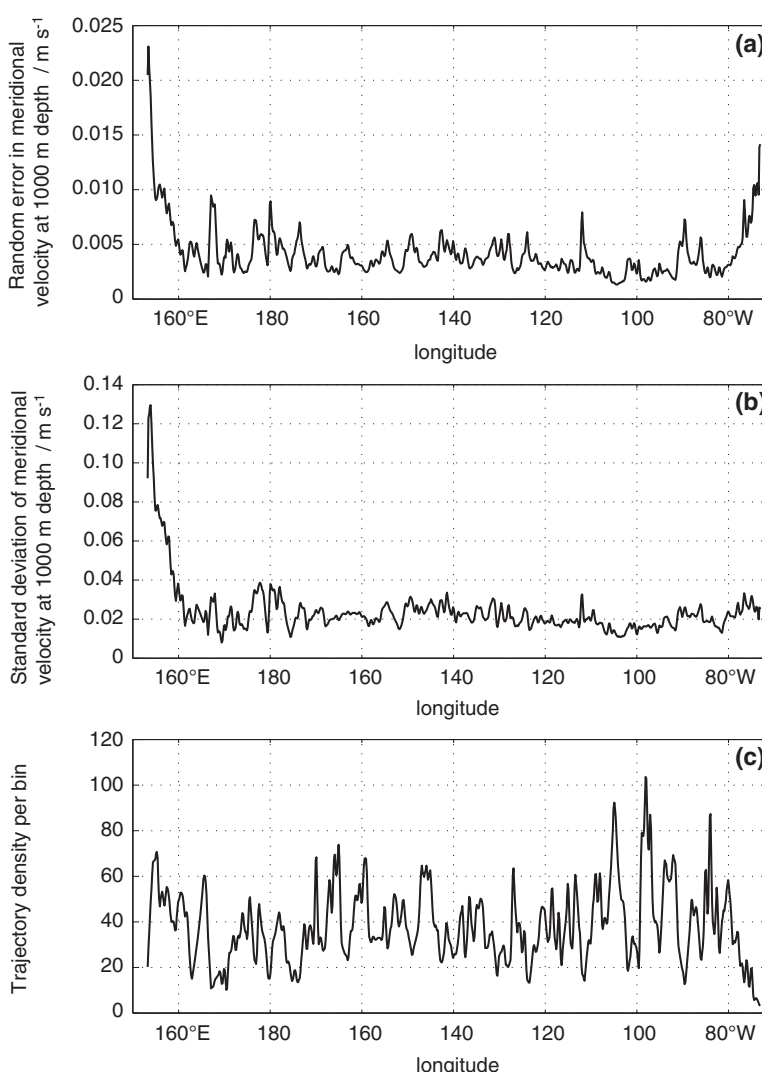 (a)
Random error in meridional
velocity at 1000 m depth / m s-1
0.025
0.020
0.015
0.010
0.005
0
160°E 180 160 140 120 100 80°W
longitude
(b)
Standard deviation of meridional
velocity at 1000 m depth / m s-1
0.14
0.12
0.10
0.08
0.06
0.04
0.02
0
160°E 180 160 140 120 100 80°W
longitude
(c)
Trajectory density per bin
120
100
80
60
40
20
0
160°E 180 160 140 120 100 80°W
longitude